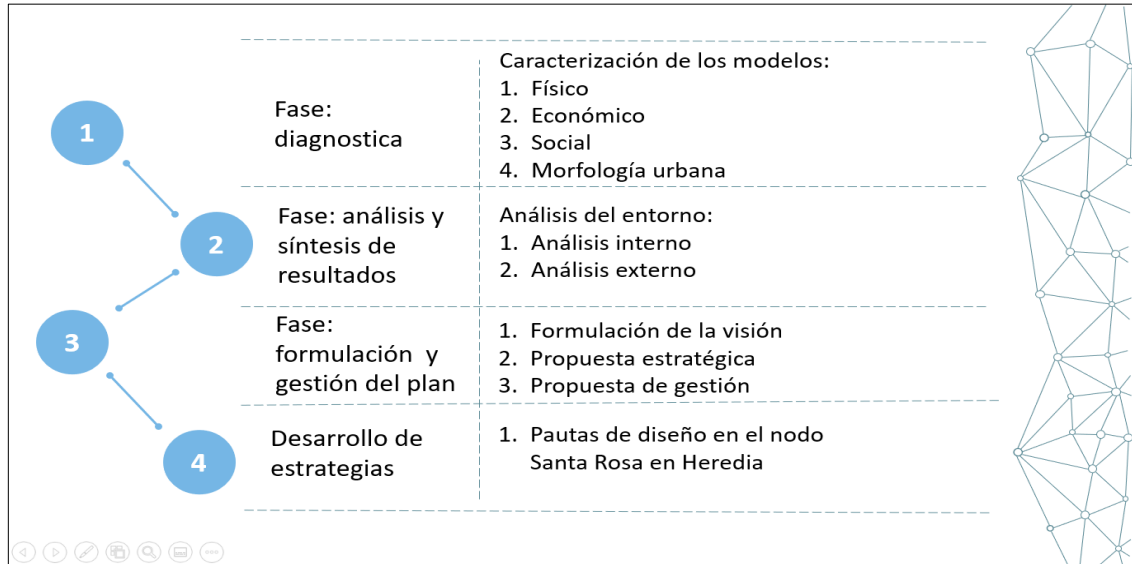 1
Fase:
diagnostica
Caracterización de los modelos:
1. Físico
2. Económico
3. Social
4. Morfología urbana
2
Fase: análisis y
síntesis de
resultados
Análisis del entorno:
1. Análisis interno
2. Análisis externo
3
Fase:
formulación y
gestión del plan
1. Formulación de la visión
2. Propuesta estratégica
3. Propuesta de gestión
4
Desarrollo de
estrategias
1. Pautas de diseño en el nodo
Santa Rosa en Heredia